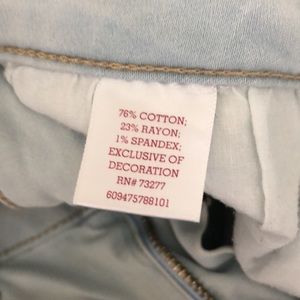 76% COTTON;
23% RAYON;
1% SPANDEX;
EXCLUSIVE OF
DECORATION
RN# 73277
609475788101